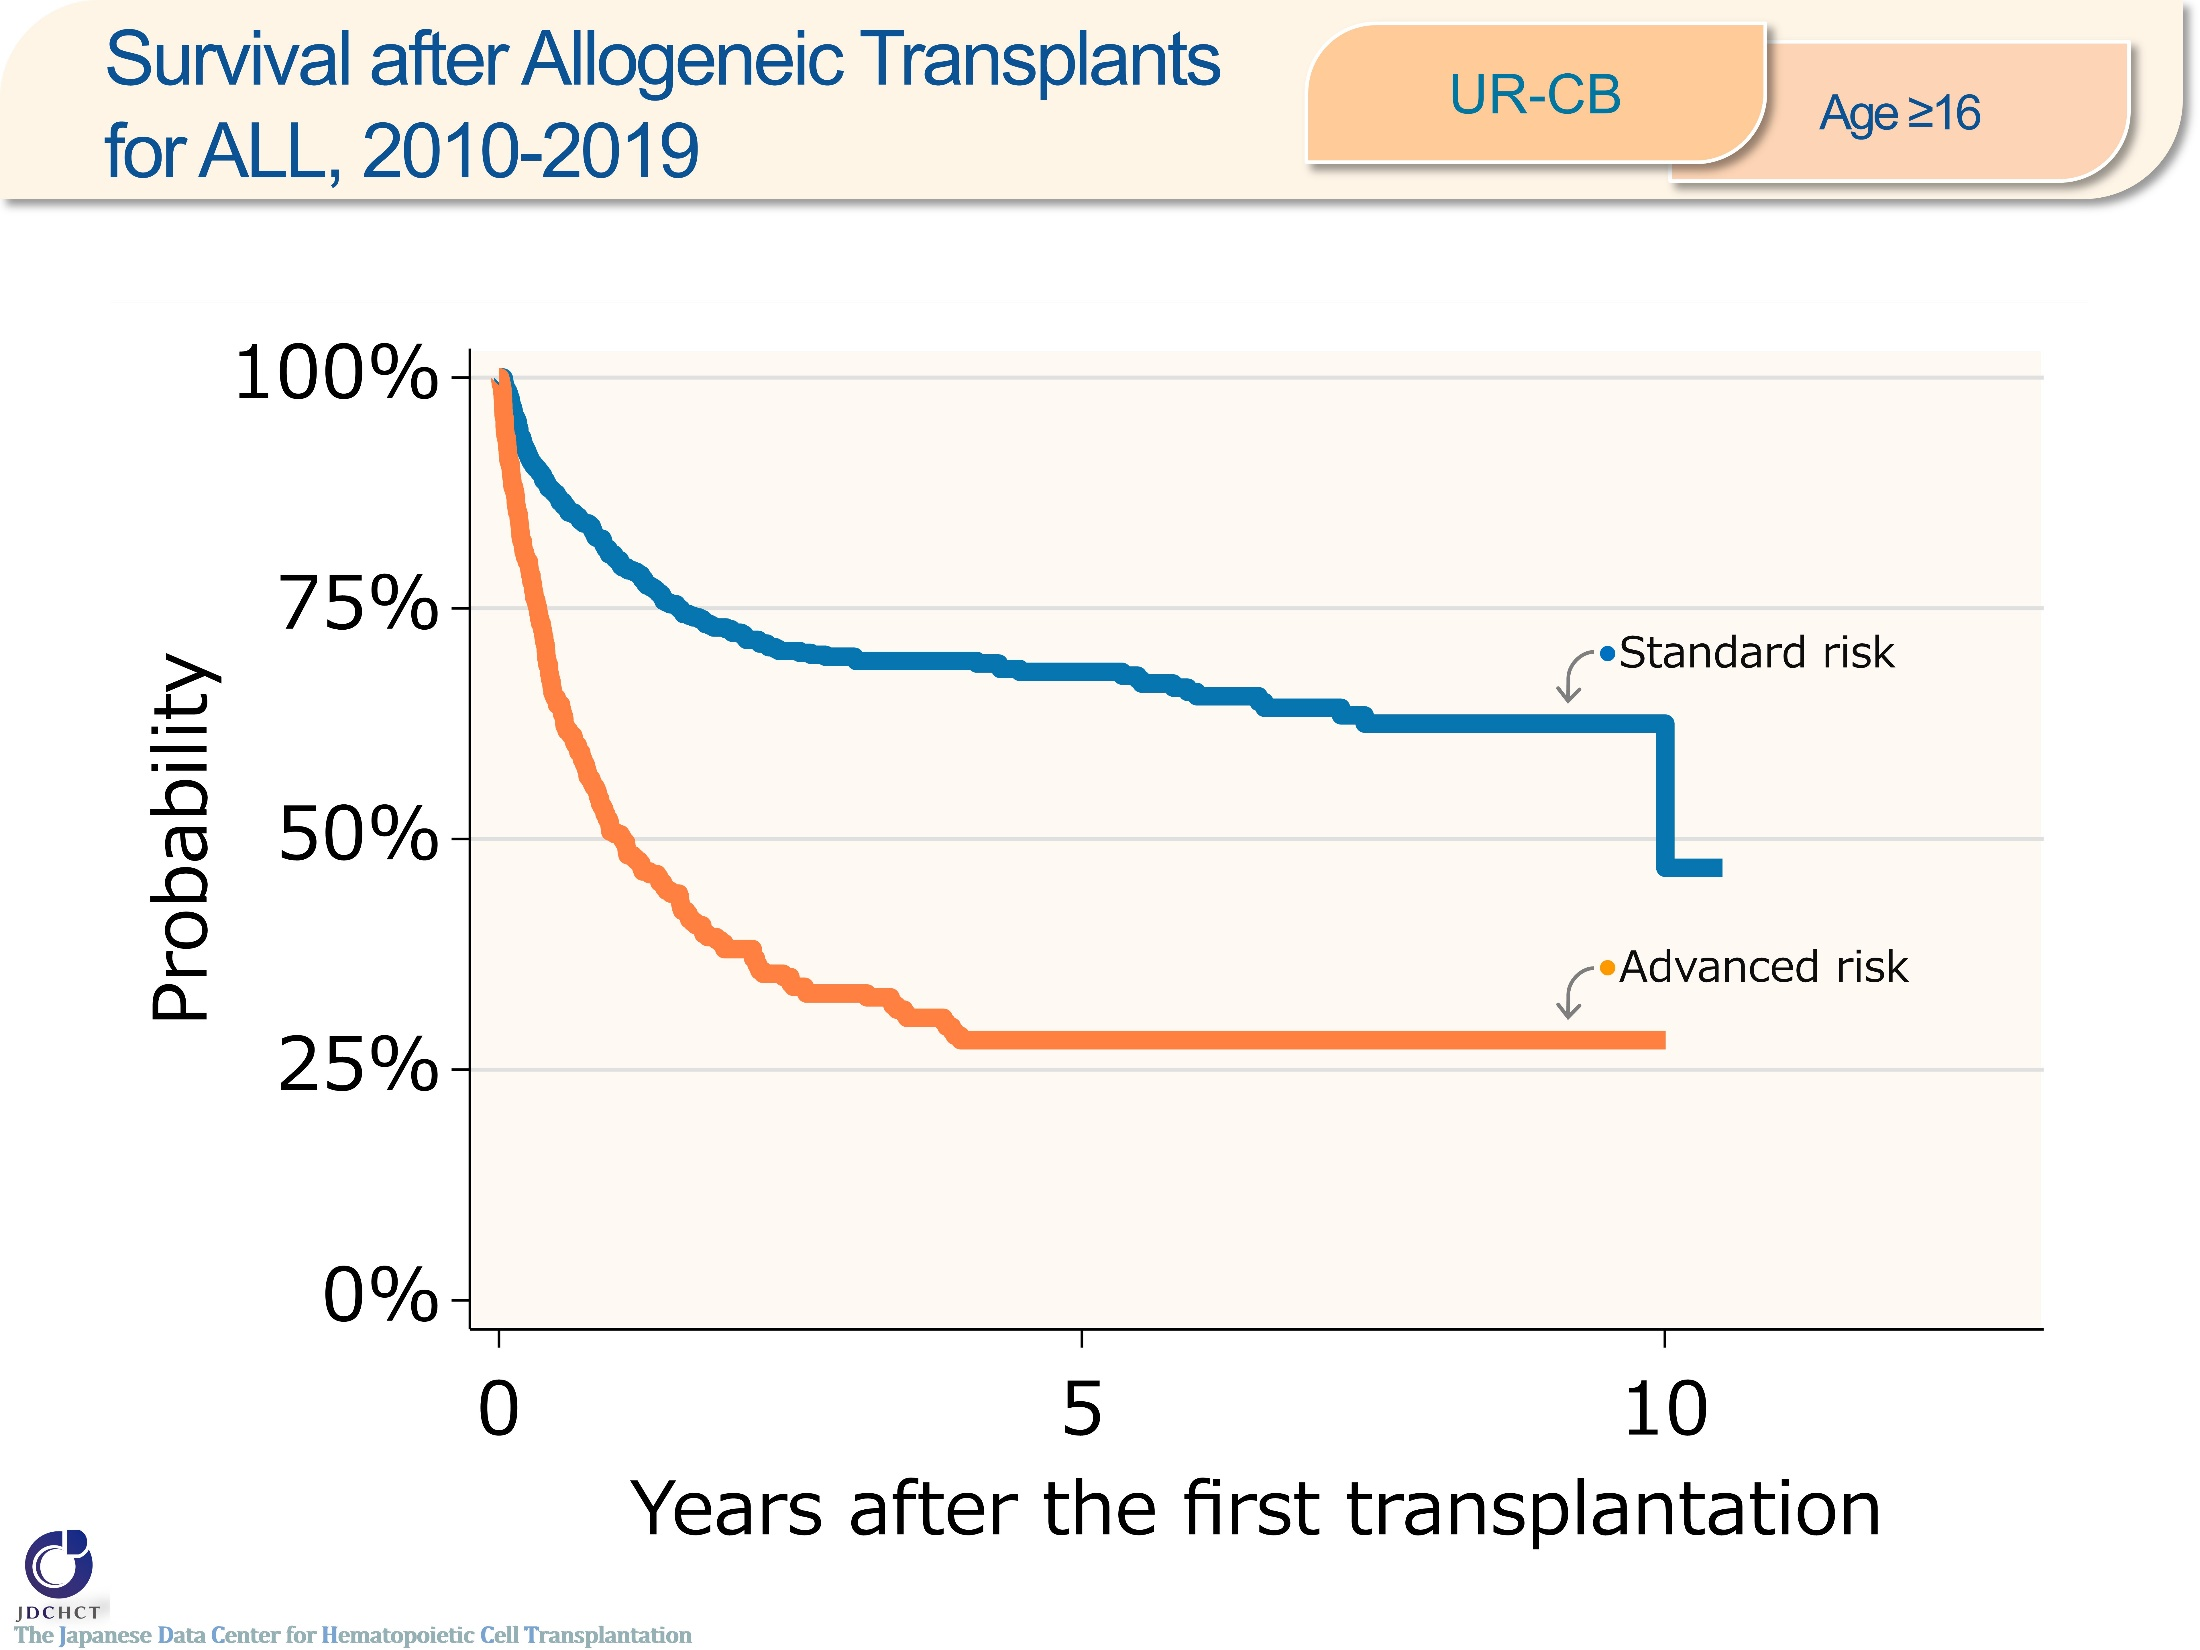 Survival after Allogeneic Transplants
for ALL, 2010-2019
UR-CB
Age ≥16
100%
75%
50%
25%
0%
Probability
Standard risk
Advanced risk
0
5
10
Years after the first transplantation
JDCHCT
The Japanese Data Center for Hematopoietic Cell Transplantation